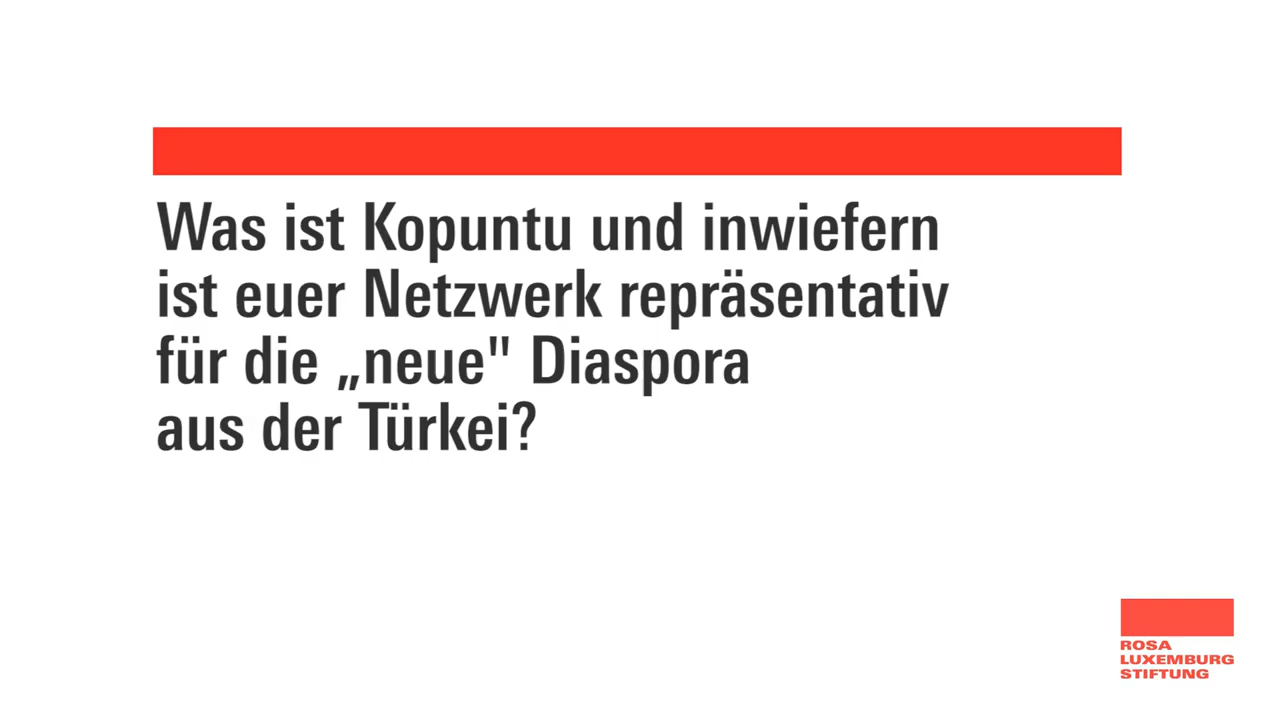 Was ist Kopuntu und inwiefern
ist euer Netzwerk repräsentativ
für die „neue" Diaspora
aus der Türkei?
ROSA
LUXEMBURG
STIFTUNG